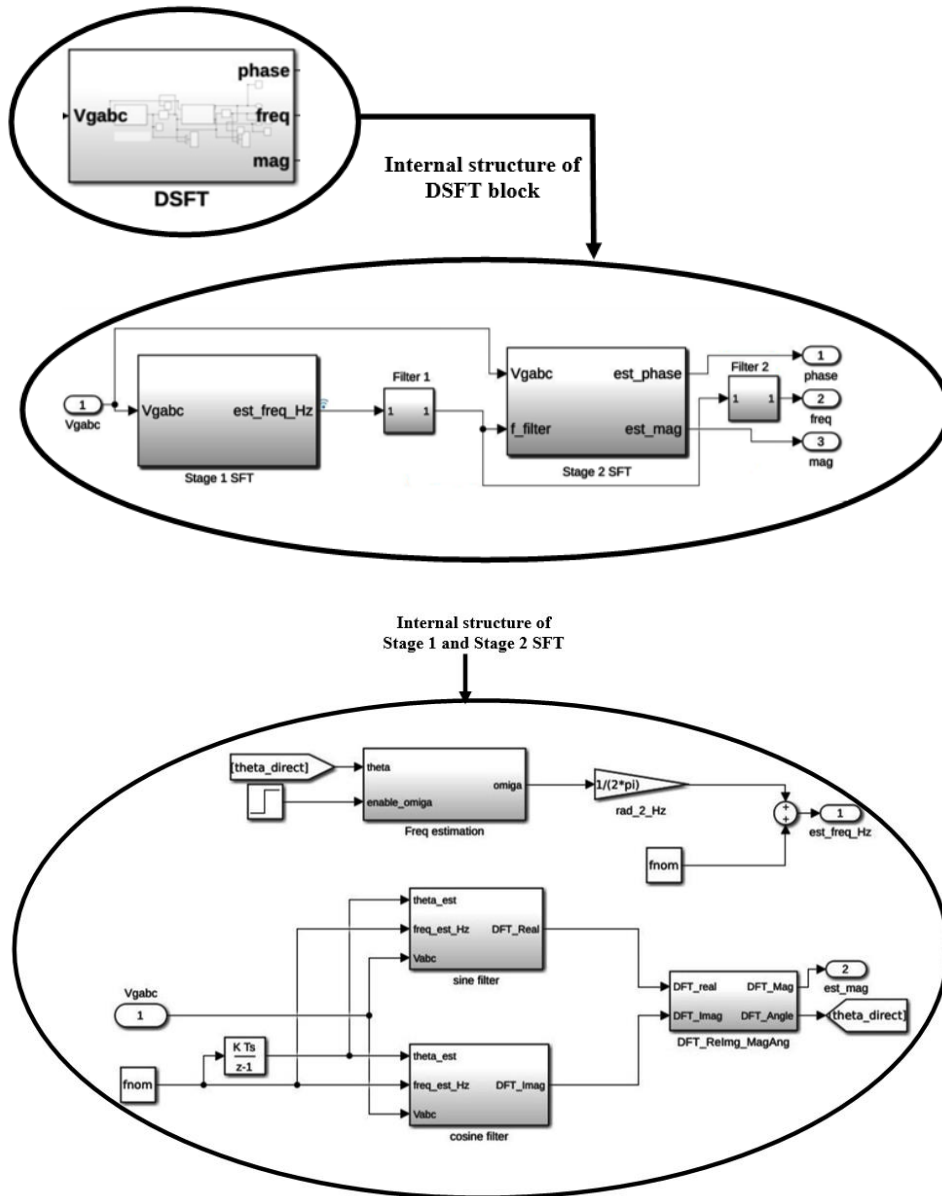 phase
Vgabc
freq
mag
DSFT
Internal structure of
DSFT block
Filter 1
1 1
Vgabc
est_freq_Hz
Stage 1 SFT
1
Vgabc
Vgabc
est_phase
f_filter
est_mag
Stage 2 SFT
Filter 2
1 1
1
phase
2
freq
3
mag
Internal structure of
Stage 1 and Stage 2 SFT
[theta_direct]
theta
omiga
enable_omiga
Freq estimation
1/(2*pi)
rad_2_Hz
+
+
1
est_freq_Hz
fnom
theta_est
freq_est_Hz
DFT_Real
Vabc
sine filter
Vgabc
1
K Ts
z-1
fnom
theta_est
freq_est_Hz
DFT_Imag
Vabc
cosine filter
DFT_real
DFT_Mag
DFT_Imag
DFT_Angle
DFT_ReImg_MagAng
2
est_mag
[theta_direct]